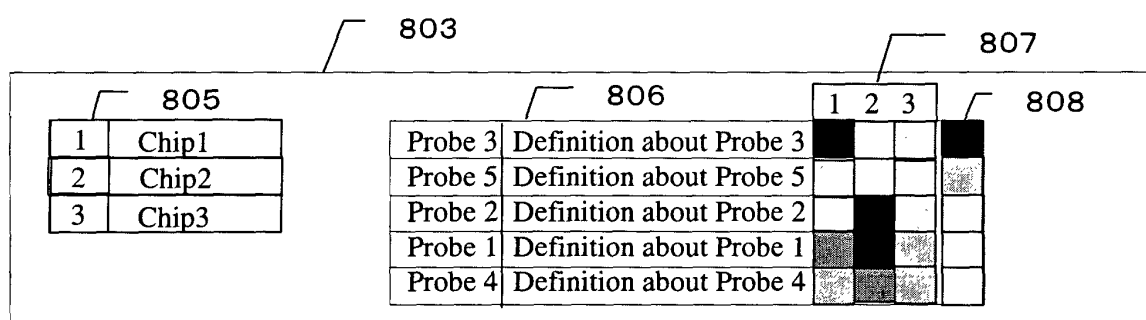 803
807
805
806
1 2 3
808
1 Chip1
2 Chip2
3 Chip3
Probe 3 Definition about Probe 3
Probe 5 Definition about Probe 5
Probe 2 Definition about Probe 2
Probe 1 Definition about Probe 1
Probe 4 Definition about Probe 4